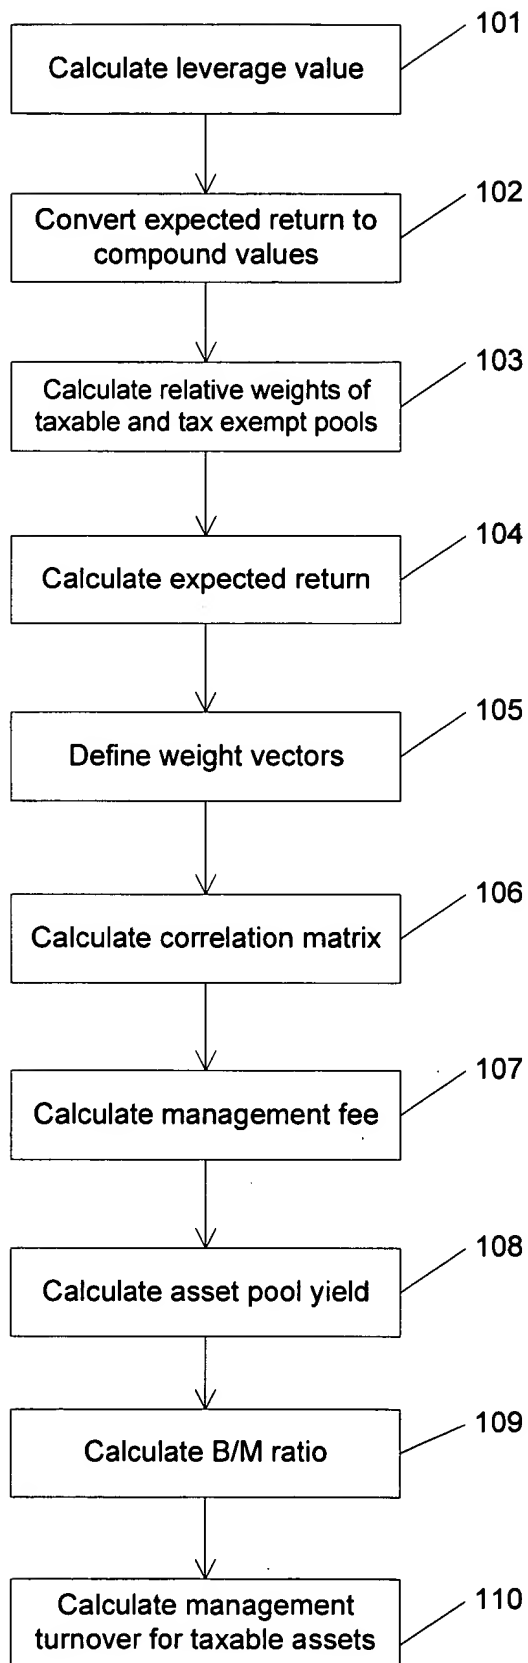 101
Calculate leverage value
102
Convert expected return to
compound values
103
Calculate relative weights of
taxable and tax exempt pools
104
Calculate expected return
105
Define weight vectors
106
Calculate correlation matrix
107
Calculate management fee
108
Calculate asset pool yield
109
Calculate B/M ratio
110
Calculate management
turnover for taxable assets